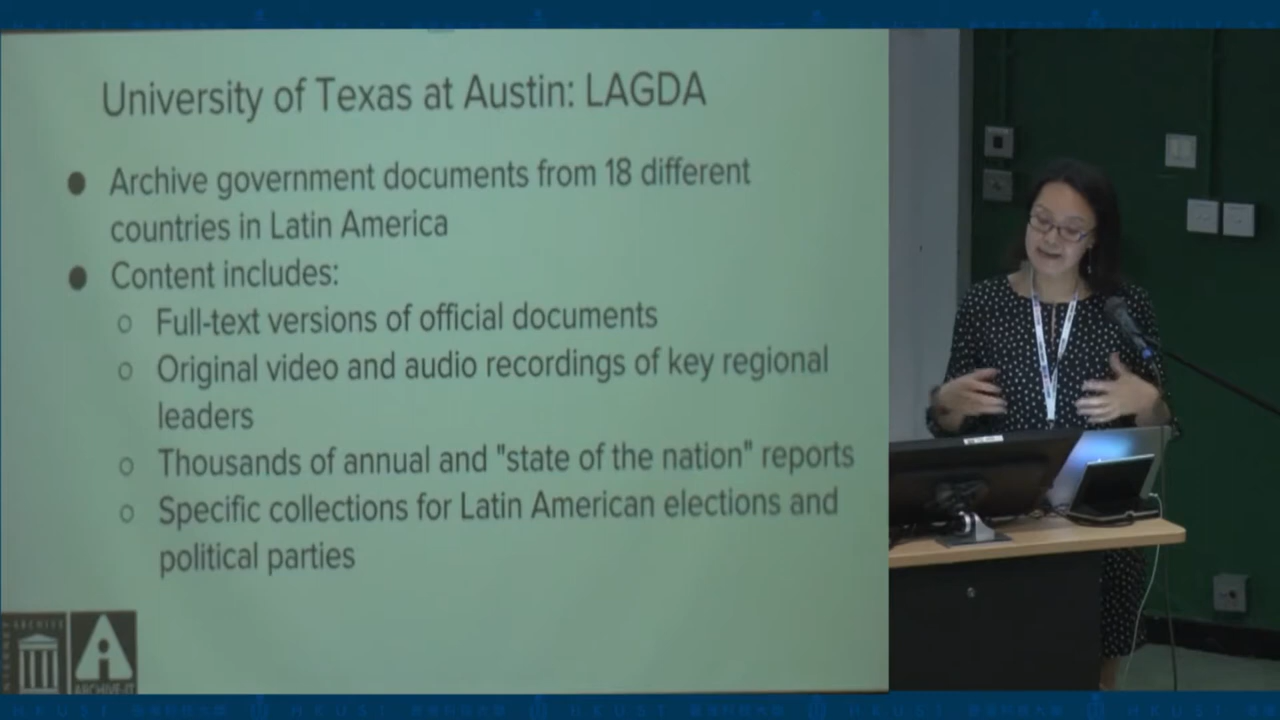 University of Texas at Austin: LAGDA
● Archive government documents from 18 different
countries in Latin America
● Content includes:
○ Full-text versions of official documents
○ Original video and audio recordings of key regional
leaders
○ Thousands of annual and "state of the nation" reports
○ Specific collections for Latin American elections and
political parties
INTERNET ARCHIVE
ARCHIVE-IT